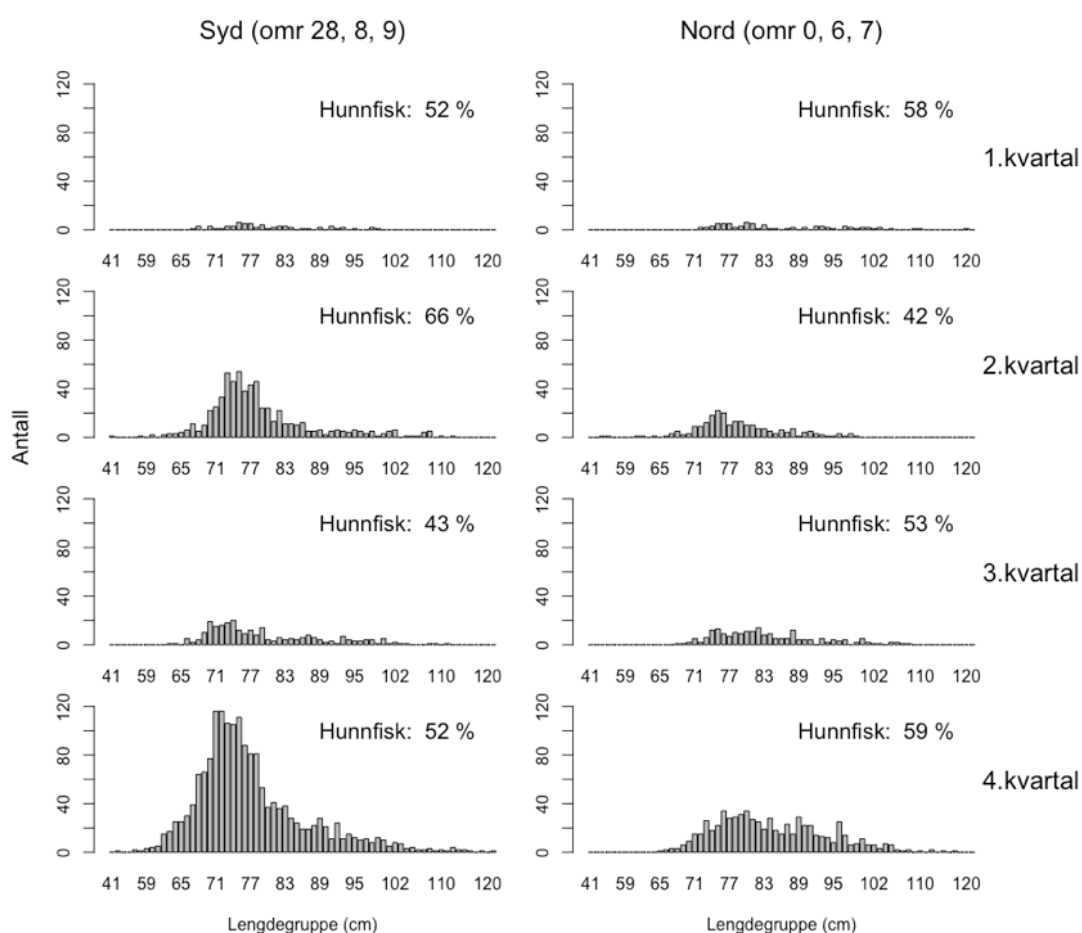 Syd (omr 28, 8, 9)
Nord (omr 0, 6, 7)
Antall
0 40 80 120
Hunnfisk: 52 %
41 59 65 71 77 83 89 95 102 110 120
0 40 80 120
Hunnfisk: 58 %
41 59 65 71 77 83 89 95 102 110 120
1.kvartal
0 40 80 120
Hunnfisk: 66 %
41 59 65 71 77 83 89 95 102 110 120
0 40 80 120
Hunnfisk: 42 %
41 59 65 71 77 83 89 95 102 110 120
2.kvartal
0 40 80 120
Hunnfisk: 43 %
41 59 65 71 77 83 89 95 102 110 120
0 40 80 120
Hunnfisk: 53 %
41 59 65 71 77 83 89 95 102 110 120
3.kvartal
0 40 80 120
Hunnfisk: 52 %
41 59 65 71 77 83 89 95 102 110 120
0 40 80 120
Hunnfisk: 59 %
41 59 65 71 77 83 89 95 102 110 120
4.kvartal
Lengdegruppe (cm)
Lengdegruppe (cm)